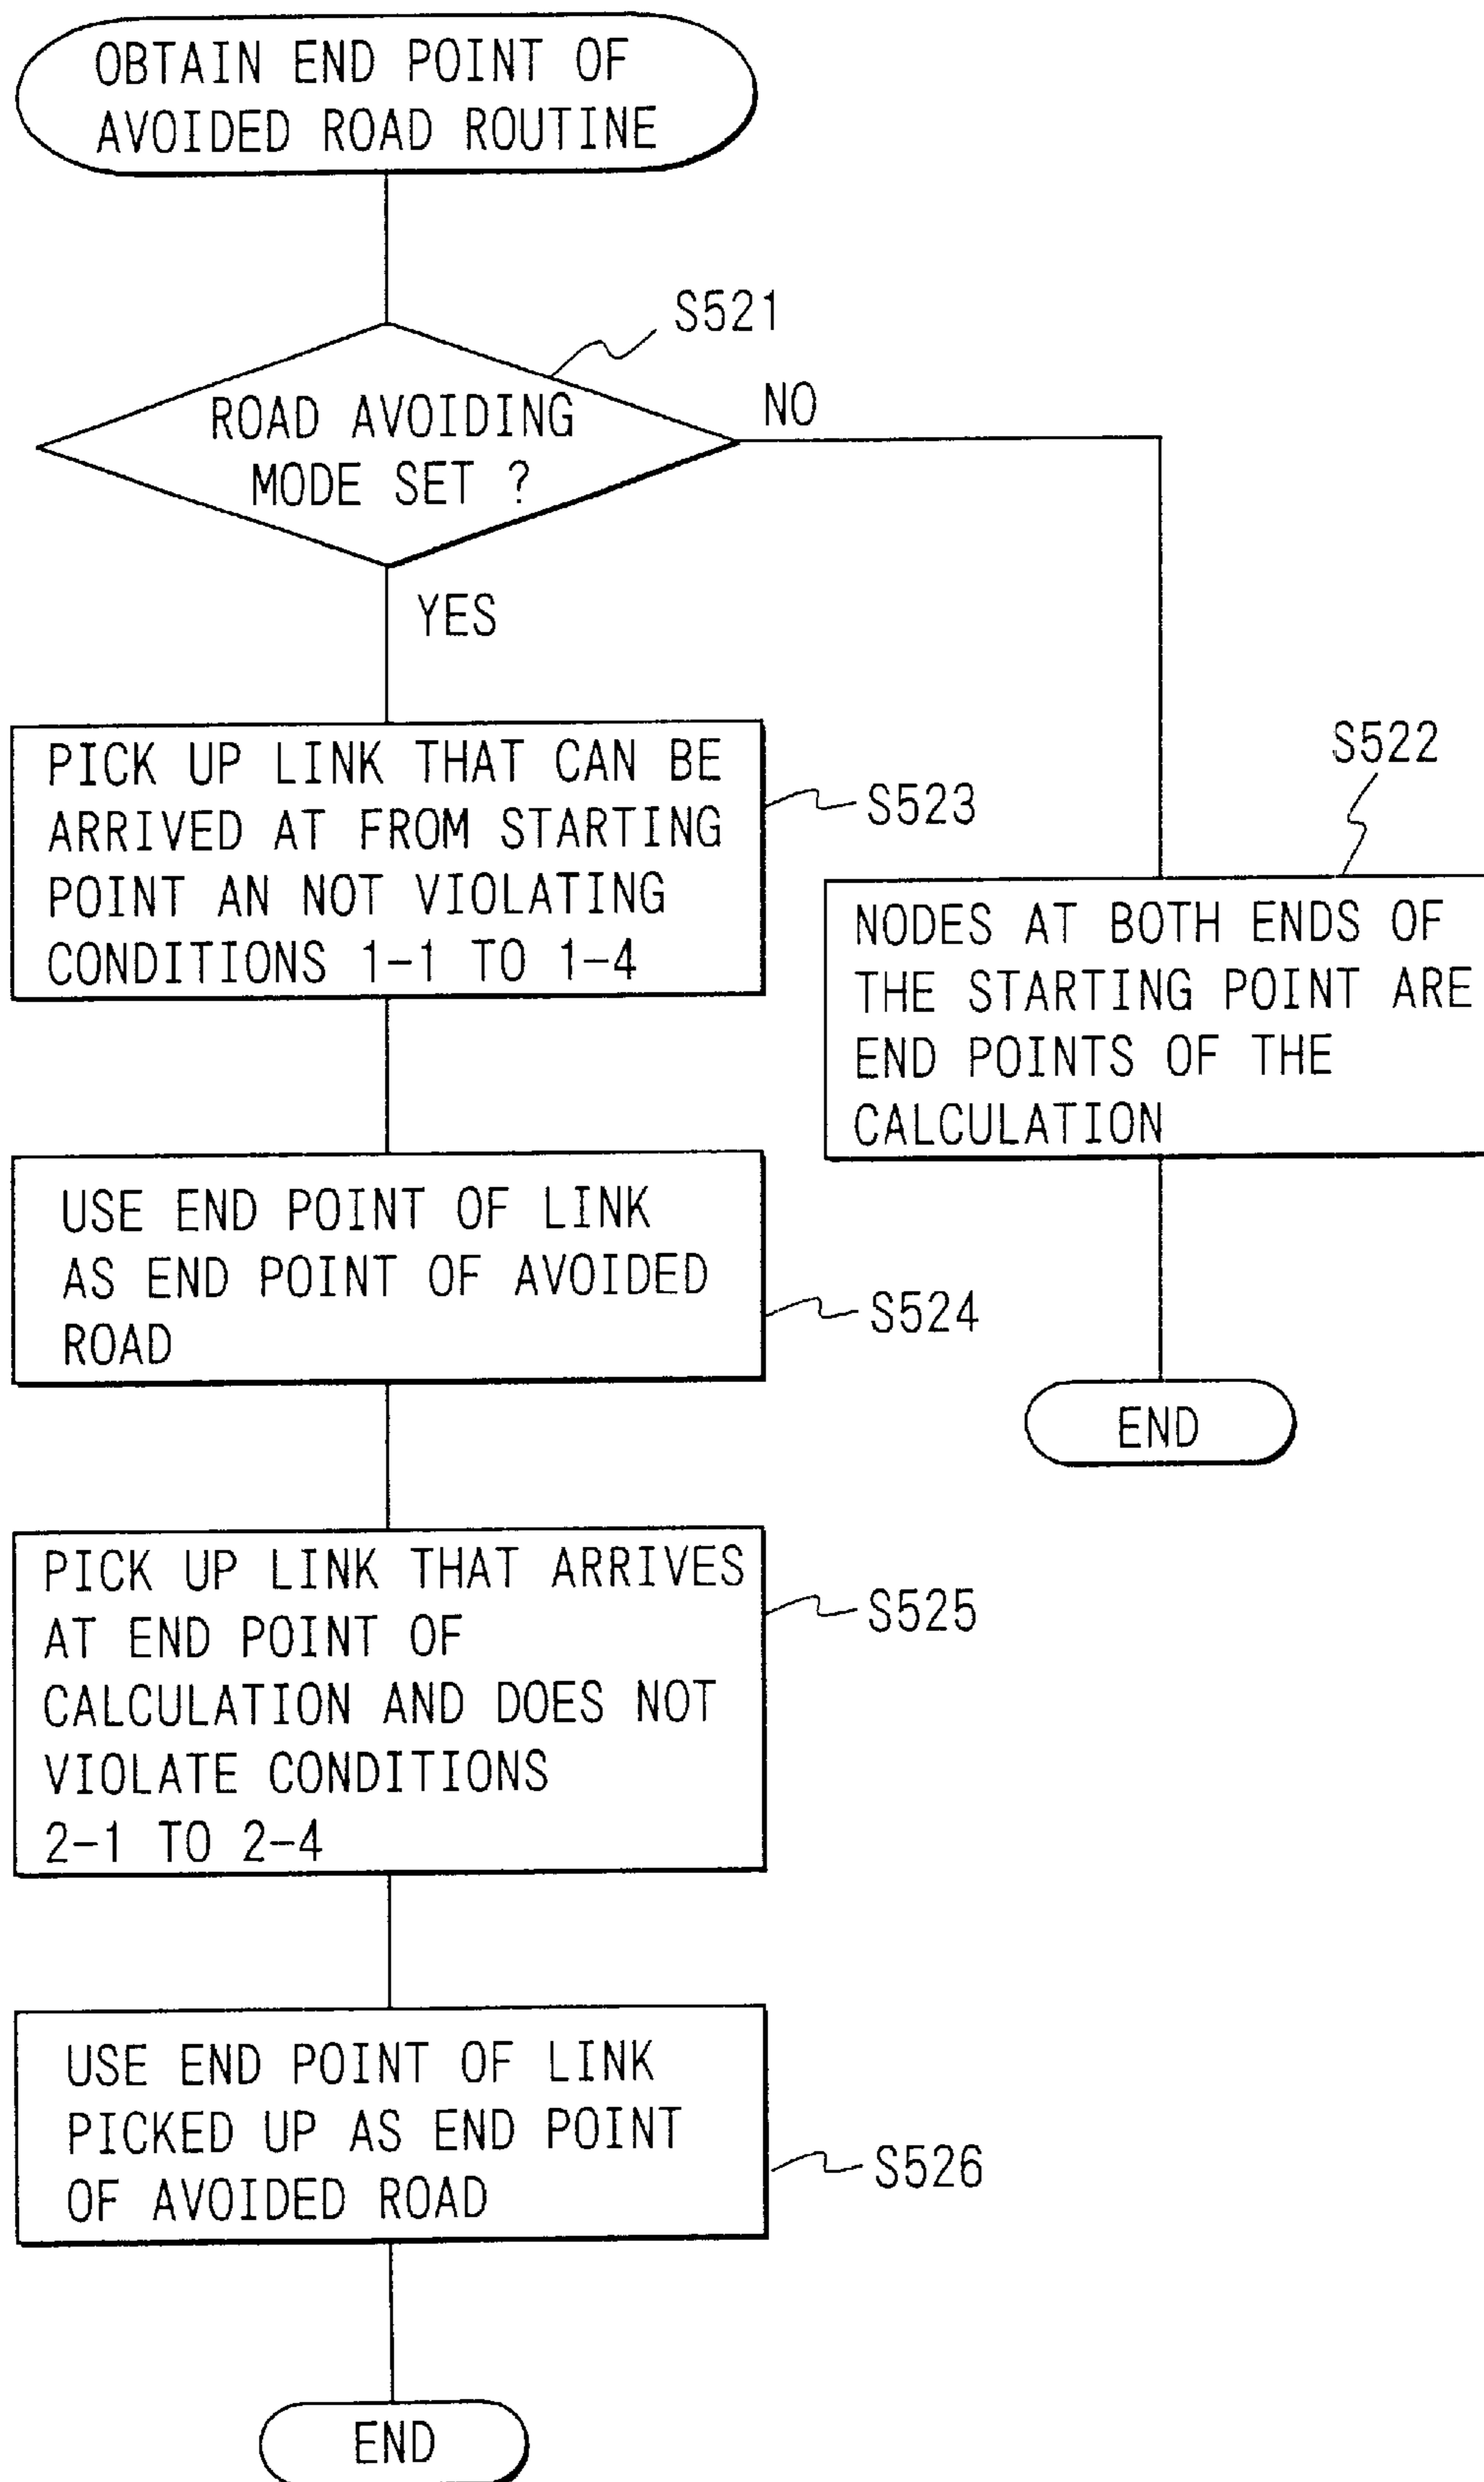 OBTAIN END POINT OF
AVOIDED ROAD ROUTINE
S521
ROAD AVOIDING
MODE SET ?
NO
YES
PICK UP LINK THAT CAN BE
ARRIVED AT FROM STARTING
POINT AN NOT VIOLATING
CONDITIONS 1-1 TO 1-4
S523
S522
NODES AT BOTH ENDS OF
THE STARTING POINT ARE
END POINTS OF THE
CALCULATION
USE END POINT OF LINK
AS END POINT OF AVOIDED
ROAD
S524
END
PICK UP LINK THAT ARRIVES
AT END POINT OF
CALCULATION AND DOES NOT
VIOLATE CONDITIONS
2-1 TO 2-4
S525
USE END POINT OF LINK
PICKED UP AS END POINT
OF AVOIDED ROAD
S526
END